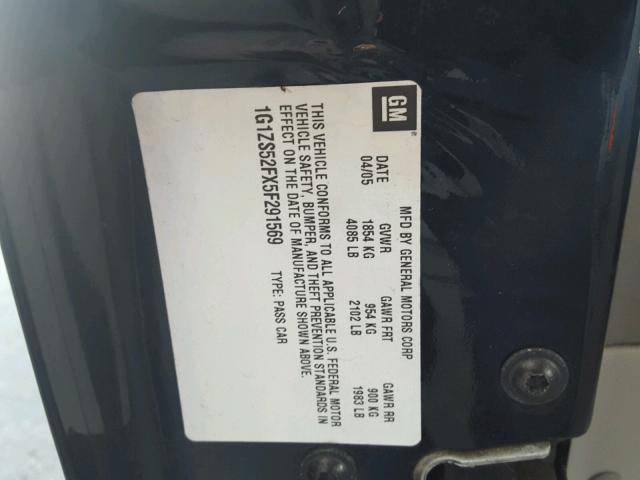 GM
®
MFD BY GENERAL MOTORS CORP
DATE GVWR GAWR FRT GAWR RR
04/05 1854 KG 954 KG 900 KG
4085 LB 2102 LB 1983 LB
THIS VEHICLE CONFORMS TO ALL APPLICABLE U.S. FEDERAL MOTOR
VEHICLE SAFETY, BUMPER, AND THEFT PREVENTION STANDARDS IN
EFFECT ON THE DATE OF MANUFACTURE SHOWN ABOVE.
1G1ZS52FX5F291569 TYPE: PASS CAR